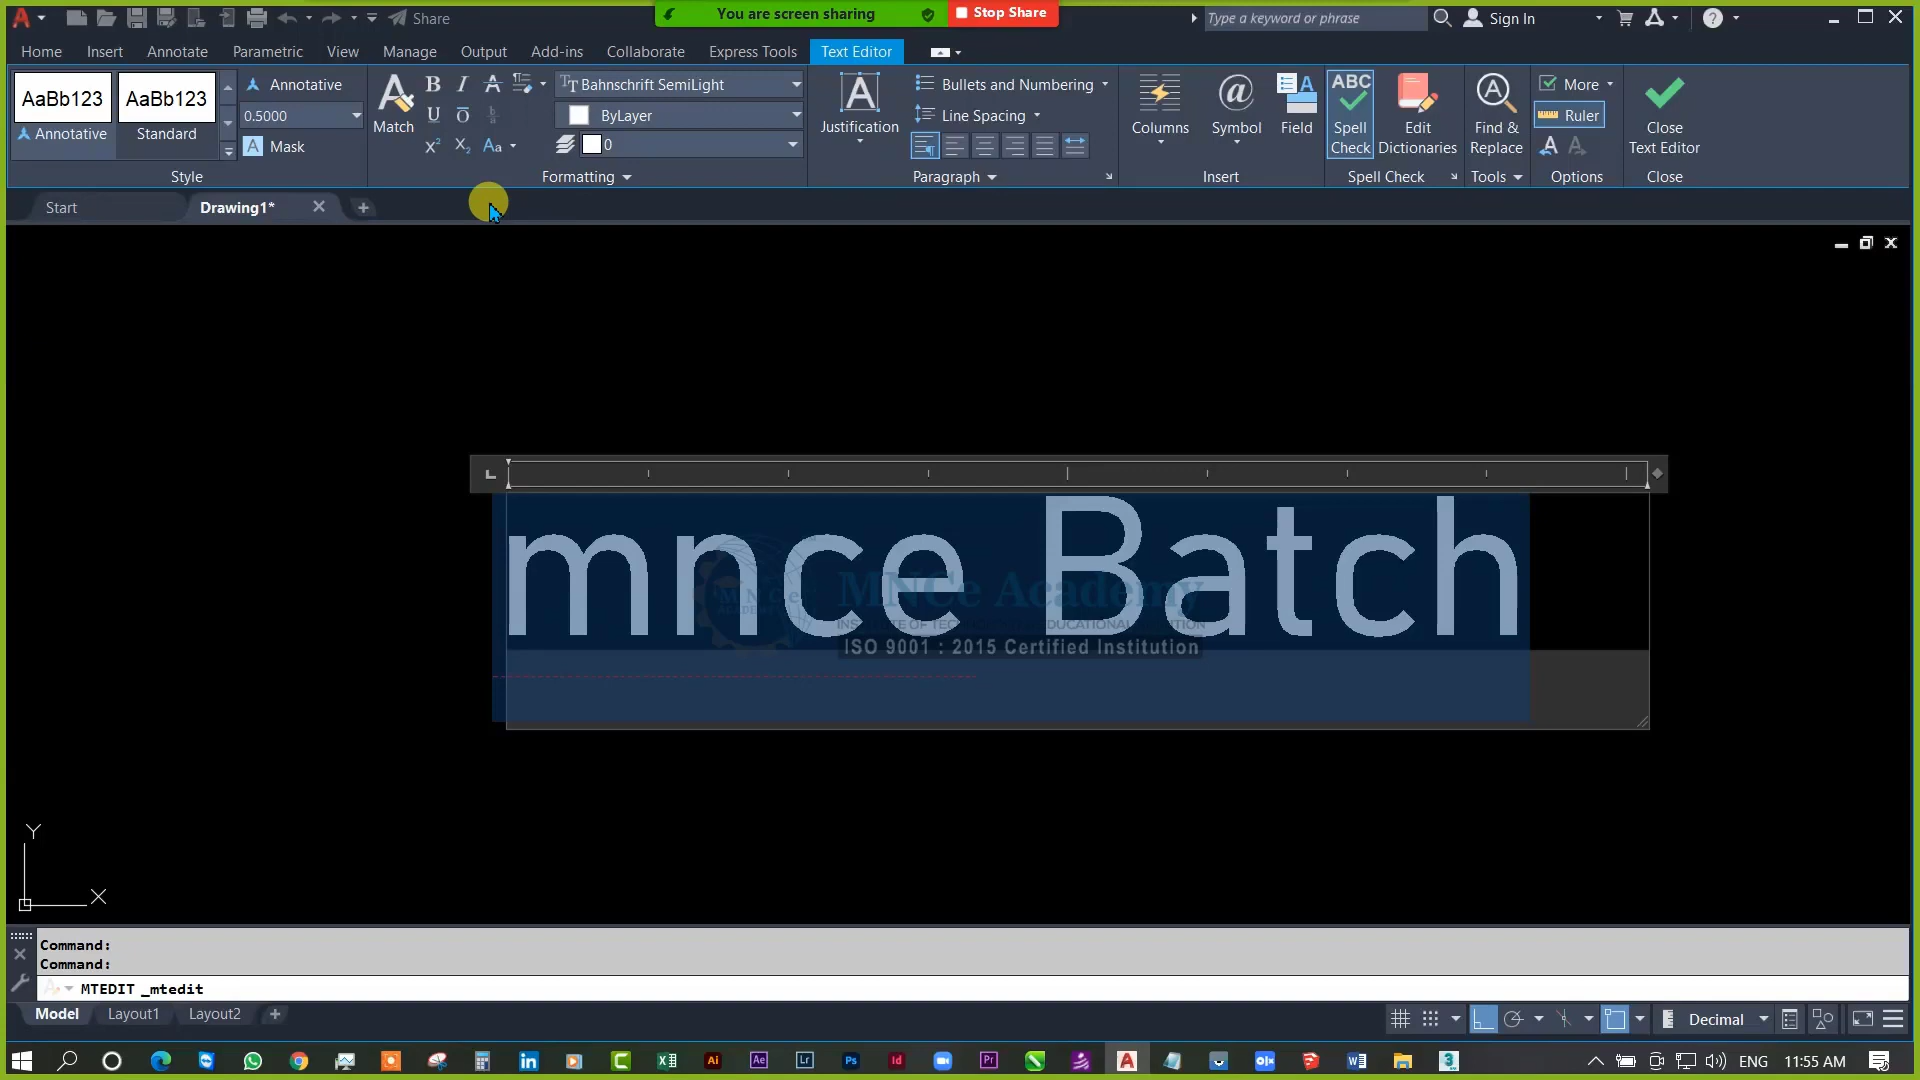 Share
You are screen sharing
Stop Share
Type a keyword or phrase
Sign In
Home Insert Annotate Parametric View Manage Output Add-ins Collaborate Express Tools Text Editor
AaBb123 AaBb123
Annotative Standard
Annotative
0.5000
Mask
Style
Match
Bahnschrift SemiLight
ByLayer
0
Formatting
Justification
Bullets and Numbering
Line Spacing
Paragraph
Columns
Symbol
Field
Insert
ABC
Spell Check
Edit Dictionaries
Spell Check
Find & Replace
Tools
More
Ruler
Options
Close Text Editor
Close
Start
Drawing1*
mnce Batch
MNCe Academy
ISO 9001 : 2015 Certified Institution
Y
X
Command:
Command:
MTEDIT _mtedit
Model Layout1 Layout2
Decimal
ENG 11:55 AM